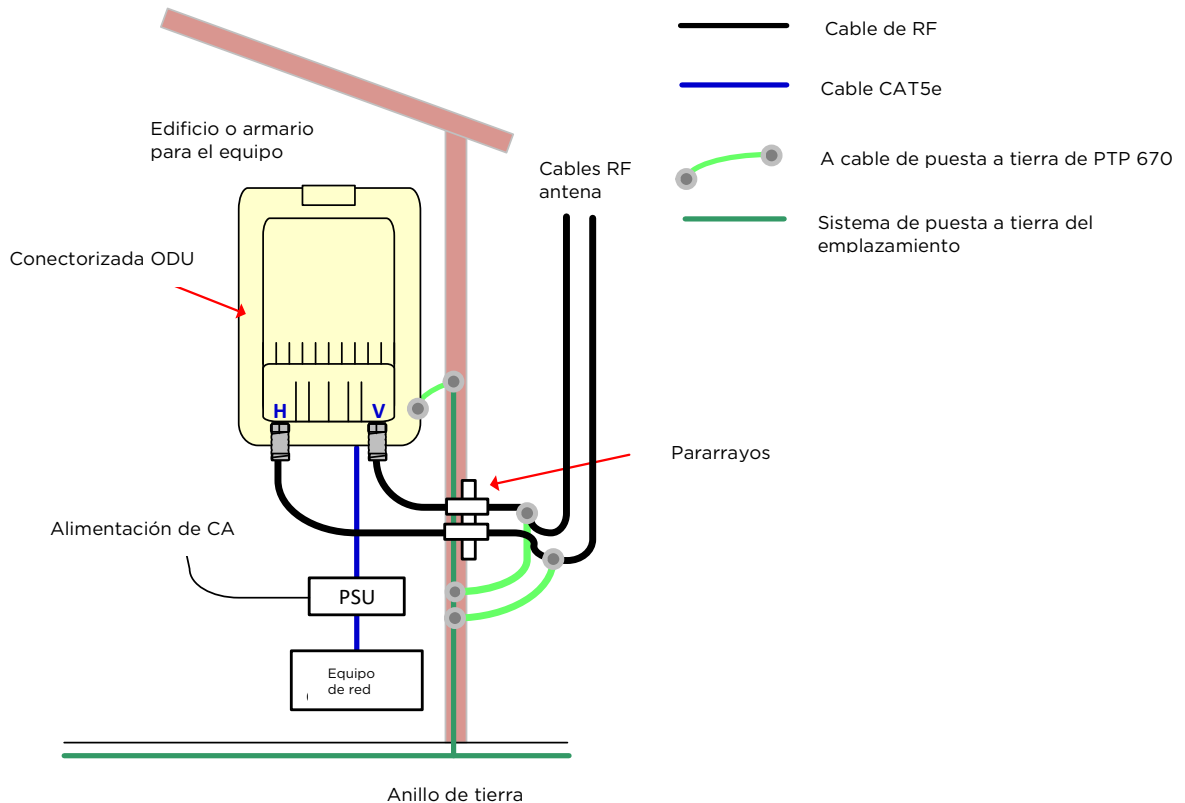 Cable de RF
Cable CAT5e
Edificio o armario
para el equipo
A cable de puesta a tierra de PTP 670
Cables RF
antena
Sistema de puesta a tierra del
emplazamiento
Conectorizada ODU
H
V
Pararrayos
Alimentación de CA
PSU
Equipo
de red
Anillo de tierra